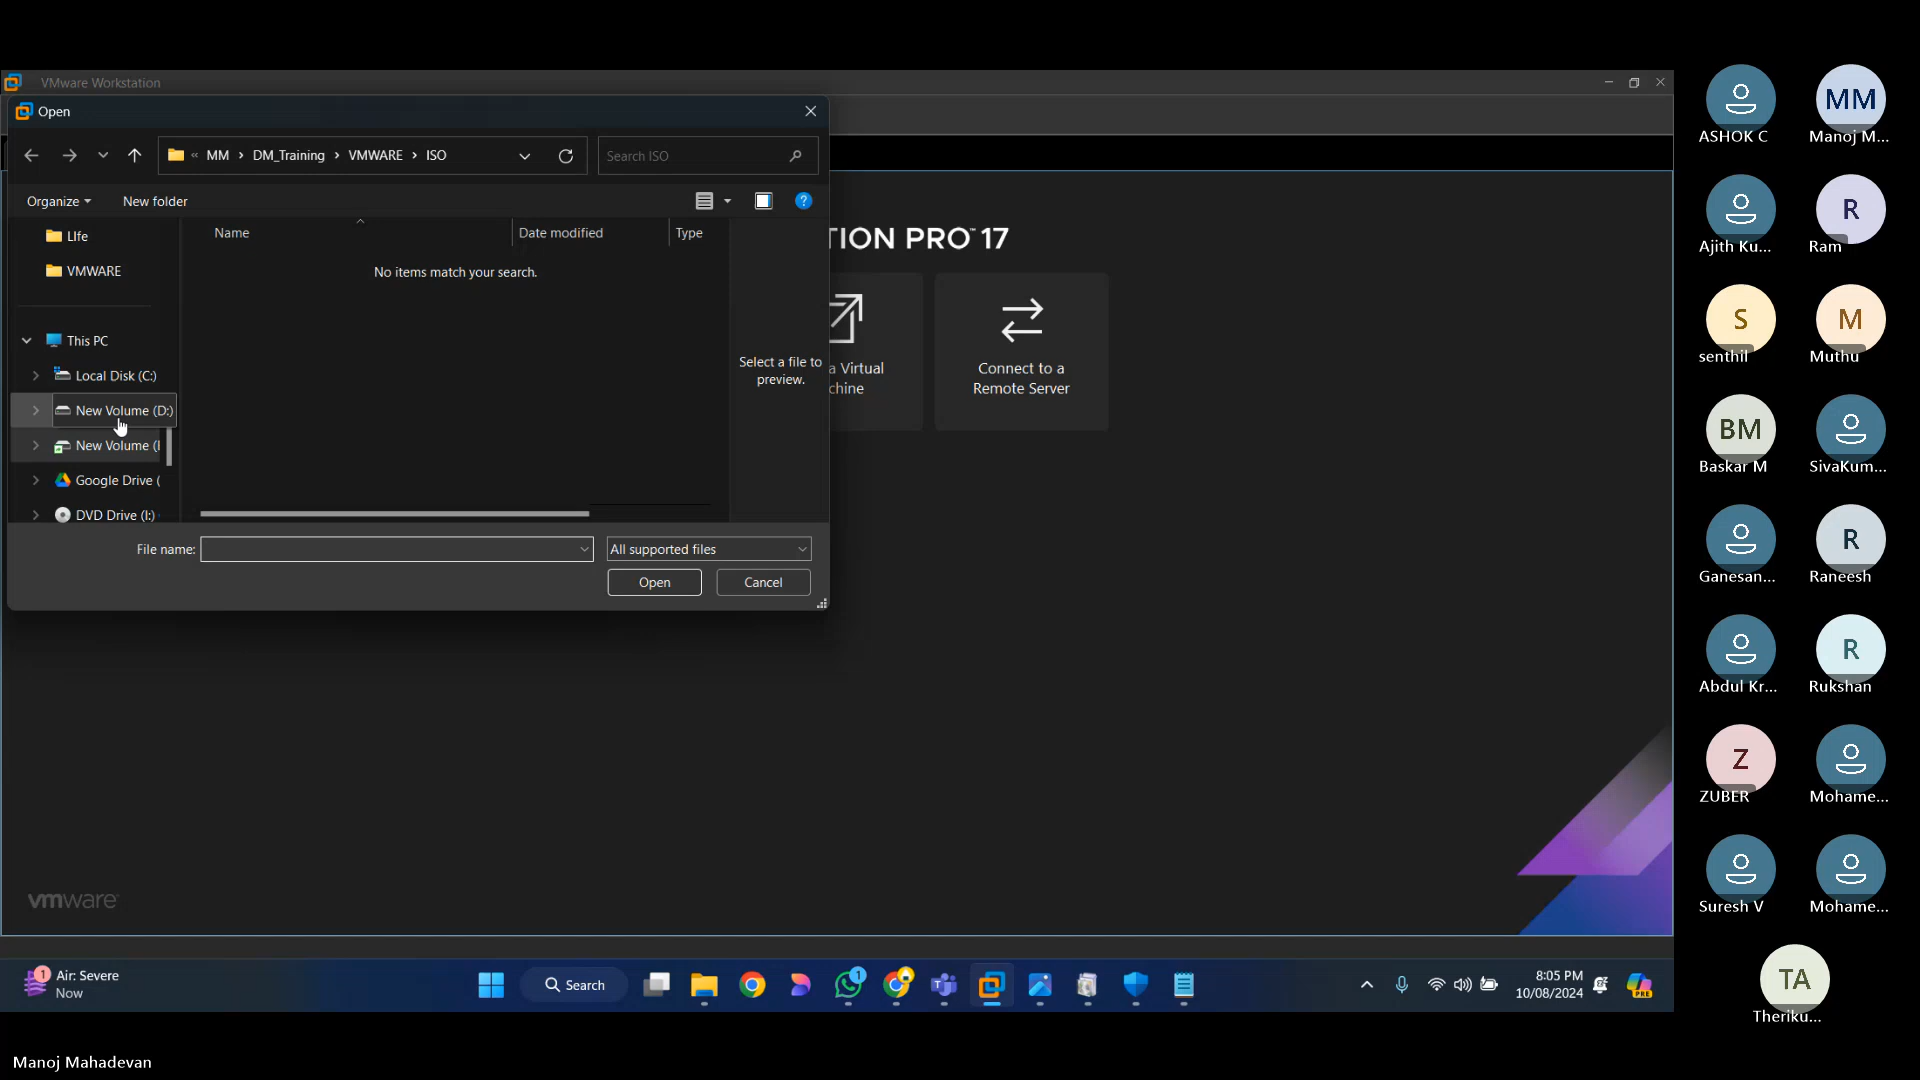 VMware Workstation
Open
« MM › DM_Training › VMWARE › ISO
Search ISO
Organize
New folder
?
Name
Date modified
Type
LIfe
VMWARE
No items match your search.
This PC
Local Disk (C:)
New Volume (D:)
New Volume (
Google Drive (
DVD Drive (I:)
Select a file to
preview.
File name:
All supported files
Open
Cancel
TION PRO™ 17
a Virtual
chine
Connect to a
Remote Server
vmware
1
Air: Severe
Now
Search
1
PRE
8:05 PM
10/08/2024
ASHOK C
MM
Manoj M...
Ajith Ku...
R
Ram
S
senthil
M
Muthu
BM
Baskar M
SivaKum...
Ganesan...
R
Raneesh
Abdul Kr...
R
Rukshan
Z
ZUBER
Mohame...
Suresh V
Mohame...
TA
Theriku...
Manoj Mahadevan